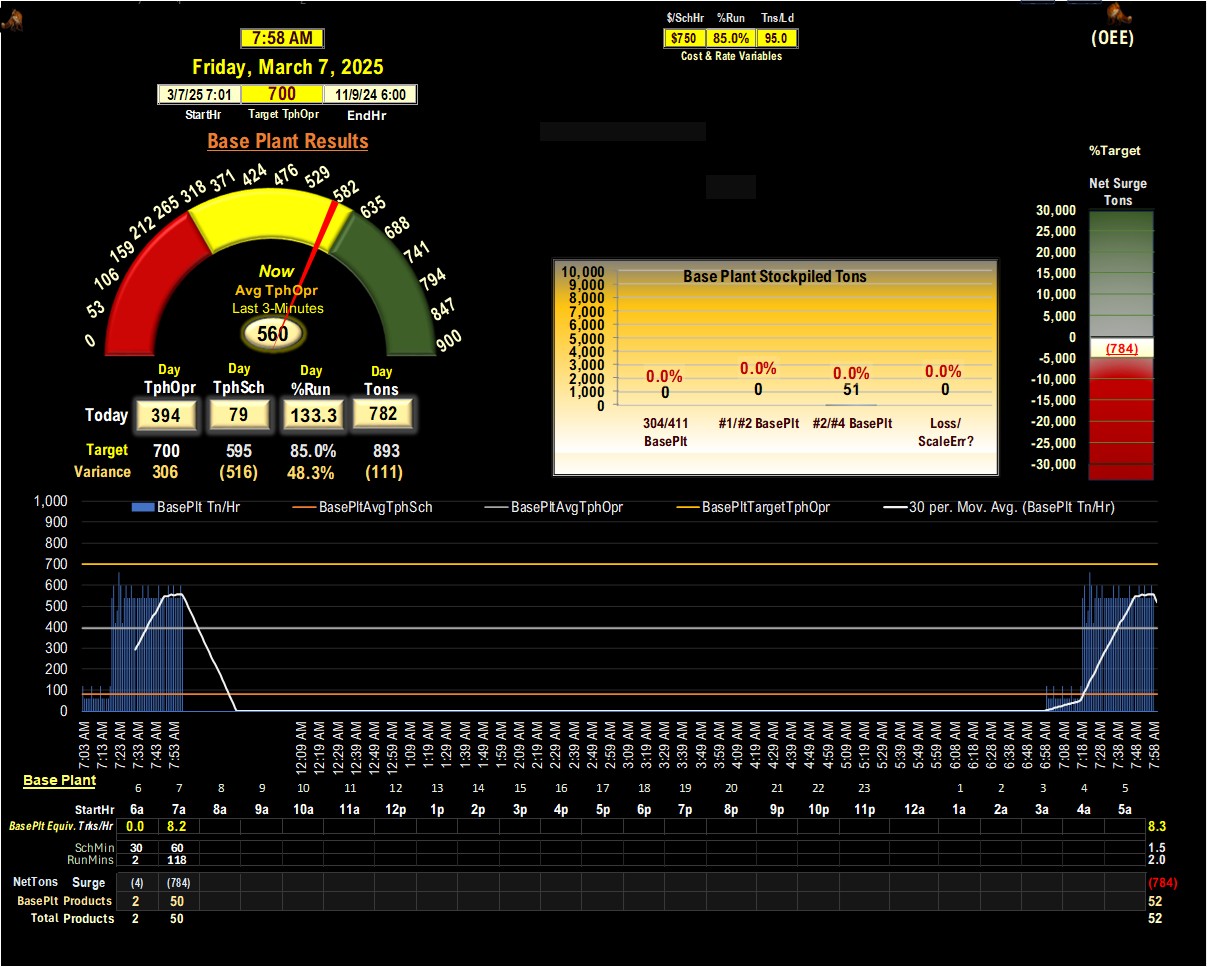 $/SchHr %Run Tns/Ld
$750 85.0% 95.0
Cost & Rate Variables
(OEE)
7:58 AM
Friday, March 7, 2025
3/7/25 7:01 700 11/9/24 6:00
StartHr Target TphOpr EndHr
Base Plant Results
0 53 106 159 212 265 318 371 424 476 529 582 635 688 741 794 847 900
Now
Avg TphOpr
Last 3-Minutes
560
Day Day Day Day
TphOpr TphSch %Run Tons
Today 394 79 133.3 782
Target 700 595 85.0% 893
Variance 306 (516) 48.3% (111)
Base Plant Stockpiled Tons
10,000
9,000
8,000
7,000
6,000
5,000
4,000
3,000
2,000
1,000
0
0.0% 0.0% 0.0% 0.0%
0 0 51 0
304/411 #1/#2 BasePlt #2/#4 BasePlt Loss/
BasePlt ScaleErr?
%Target
Net Surge
Tons
30,000
25,000
20,000
15,000
10,000
5,000
0
(784)
-5,000
-10,000
-15,000
-20,000
-25,000
-30,000
BasePlt Tn/Hr BasePltAvgTphSch BasePltAvgTphOpr BasePltTargetTphOpr 30 per. Mov. Avg. (BasePlt Tn/Hr)
1,000
900
800
700
600
500
400
300
200
100
0
7:03 AM 7:13 AM 7:23 AM 7:33 AM 7:43 AM 7:53 AM 12:09 AM 12:19 AM 12:29 AM 12:39 AM 12:49 AM 12:59 AM 1:09 AM 1:19 AM 1:29 AM 1:39 AM 1:49 AM 1:59 AM 2:09 AM 2:19 AM 2:29 AM 2:39 AM 2:49 AM 2:59 AM 3:09 AM 3:19 AM 3:29 AM 3:39 AM 3:49 AM 3:59 AM 4:09 AM 4:19 AM 4:29 AM 4:39 AM 4:49 AM 4:59 AM 5:09 AM 5:19 AM 5:29 AM 5:39 AM 5:49 AM 5:59 AM 6:08 AM 6:18 AM 6:28 AM 6:38 AM 6:48 AM 6:58 AM 7:08 AM 7:18 AM 7:28 AM 7:38 AM 7:48 AM 7:58 AM
Base Plant
6 7 8 9 10 11 12 13 14 15 16 17 18 19 20 21 22 23 1 2 3 4 5
StartHr 6a 7a 8a 9a 10a 11a 12p 1p 2p 3p 4p 5p 6p 7p 8p 9p 10p 11p 12a 1a 2a 3a 4a 5a
BasePlt Equiv. Trks/Hr 0.0 8.2 8.3
SchMin 30 60 1.5
RunMins 2 118 2.0
NetTons Surge (4) (784) (784)
BasePlt Products 2 50 52
Total Products 2 50 52